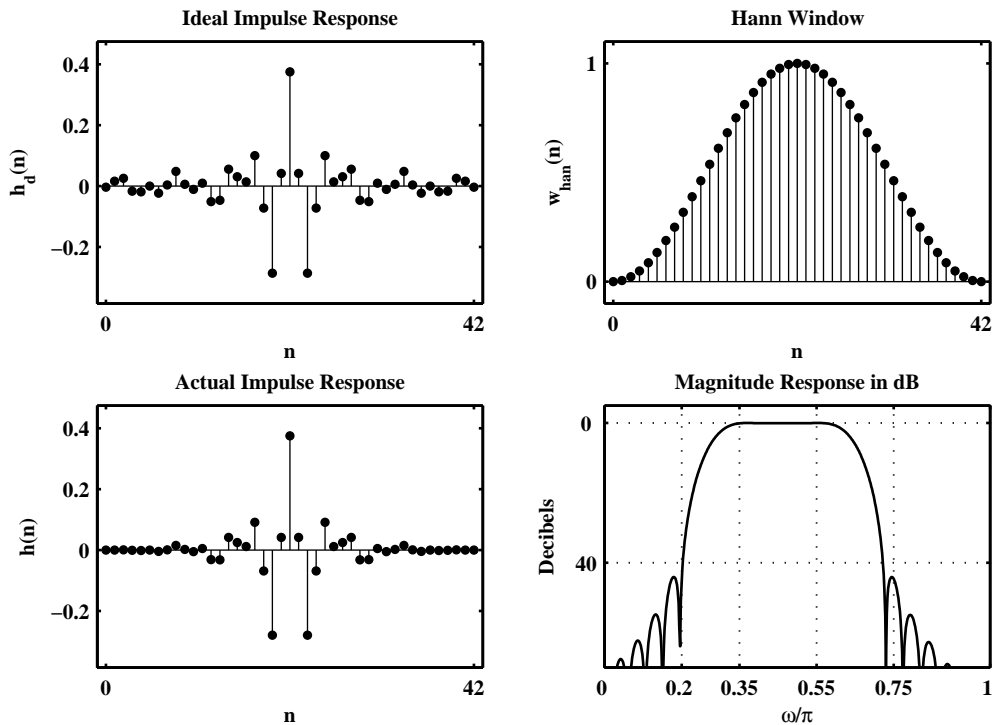 Ideal Impulse Response
0.4
0.2
0
−0.2
h_d(n)
0
42
n
Hann Window
1
0
w_han(n)
0
42
n
Actual Impulse Response
0.4
0.2
0
−0.2
h(n)
0
42
n
Magnitude Response in dB
0
40
Decibels
0
0.2
0.35
0.55
0.75
1
ω/π